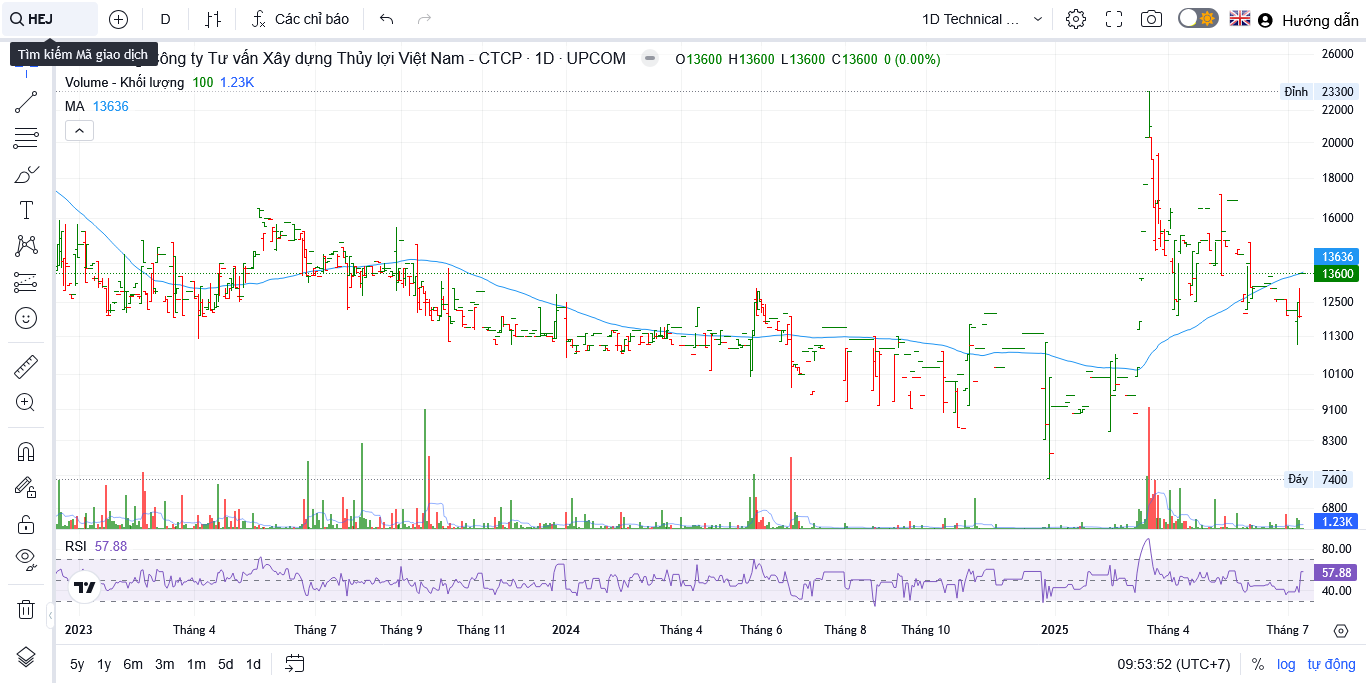 HEJ
D
Các chỉ báo
1D Technical ...
Hướng dẫn
Tìm kiếm Mã giao dịch
ông ty Tư vấn Xây dựng Thủy lợi Việt Nam - CTCP · 1D · UPCOM
O13600 H13600 L13600 C13600 0 (0.00%)
Volume - Khối lượng 100 1.23K
MA 13636
26000
Đỉnh 23300
22000
20000
18000
16000
13636
13600
12500
11300
10100
9100
8300
Đáy 7400
6800
1.23K
RSI 57.88
80.00
57.88
40.00
2023 Tháng 4 Tháng 7 Tháng 9 Tháng 11 2024 Tháng 4 Tháng 6 Tháng 8 Tháng 10 2025 Tháng 4 Tháng 7
5y 1y 6m 3m 1m 5d 1d
09:53:52 (UTC+7) % log tự động